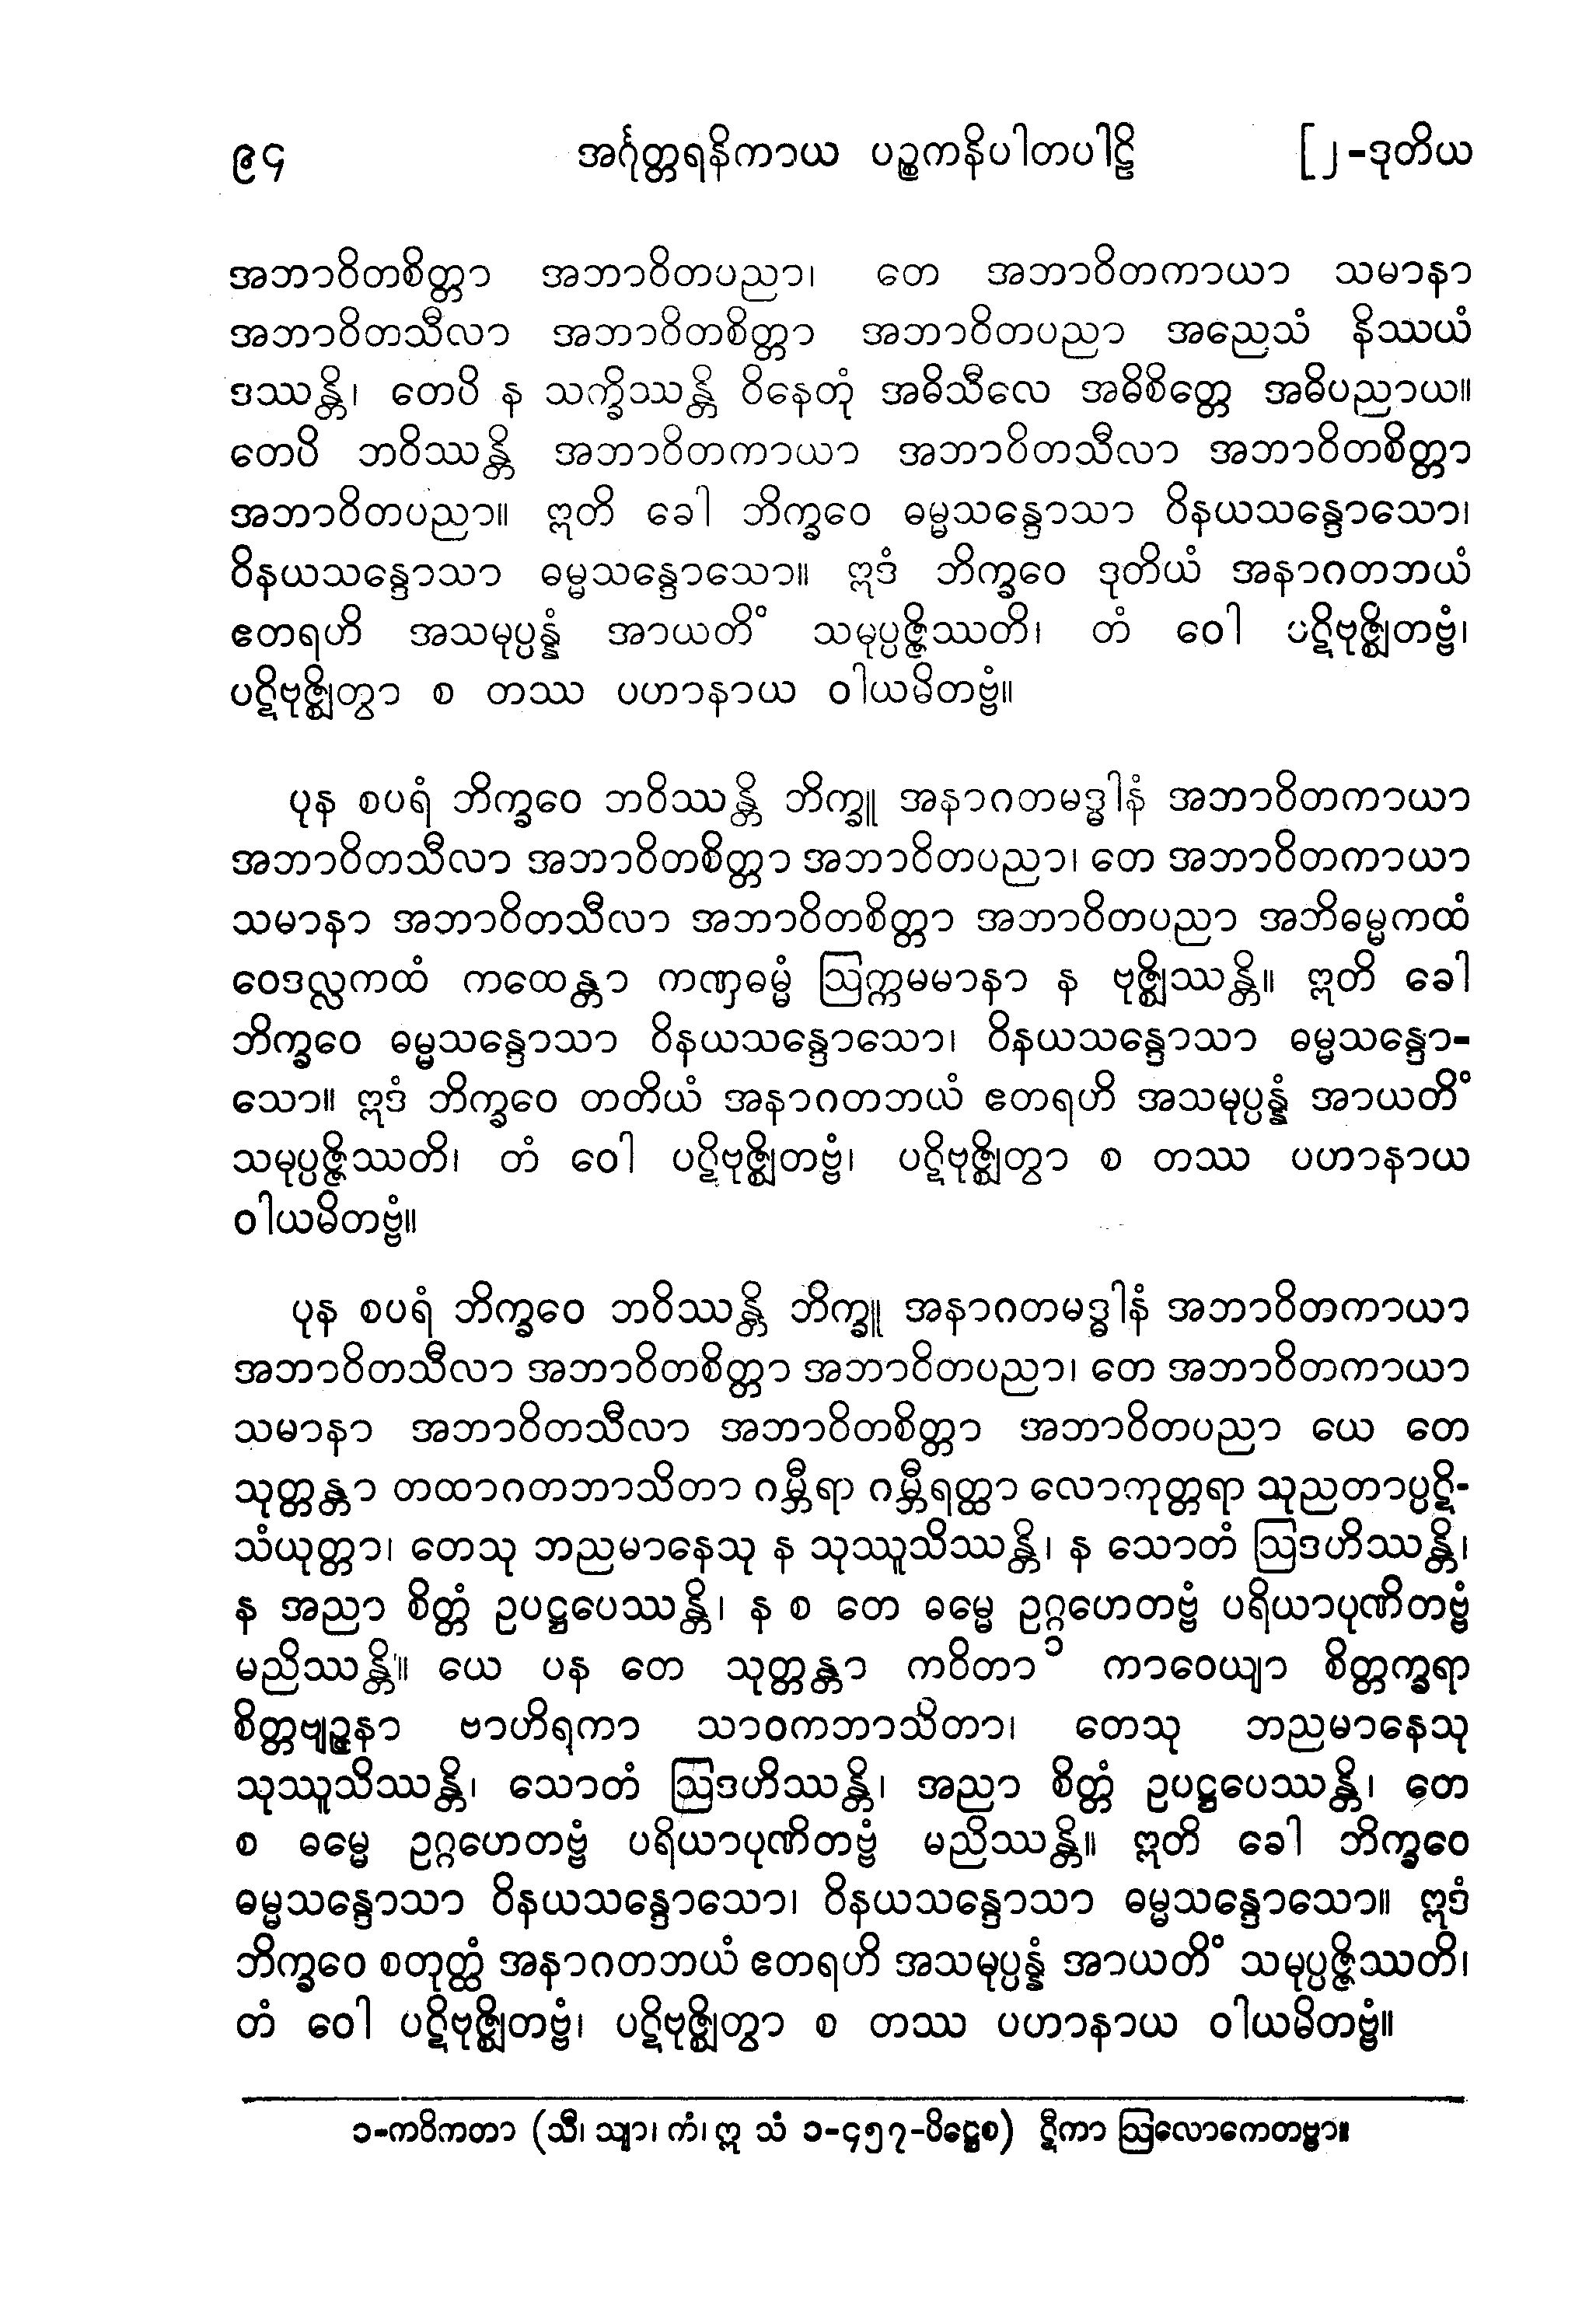 ၉၄ အင်္ဂုတ္တရနိကာယ ပဉ္စကနိပါတပါဠိ [၂-ဒုတိယ
အဘာဝိတစိတ္တာ အဘာဝိတပညာ၊ တေ အဘာဝိတကာယာ သမာနာ
အဘာဝိတသီလာ အဘာဝိတစိတ္တာ အဘာဝိတပညာ အညေသံ နိဿယံ
ဒဿန္တိ၊ တေပိ န သက္ခိဿန္တိ ဝိနေတုံ အဓိသီလေ အဓိစိတ္တေ အဓိပညာယ။
တေပိ ဘဝိဿန္တိ အဘာဝိတကာယာ အဘာဝိတသီလာ အဘာဝိတစိတ္တာ
အဘာဝိတပညာ။ ဣတိ ခေါ ဘိက္ခဝေ ဓမ္မသန္ဒောသာ ဝိနယသန္ဒောသော၊
ဝိနယသန္ဒောသာ ဓမ္မသန္ဒောသော။ ဣဒံ ဘိက္ခဝေ ဒုတိယံ အနာဂတဘယံ
ဧတရဟိ အသမုပ္ပန္နံ အာယတိံ သမုပ္ပဇ္ဇိဿတိ၊ တံ ဝေါ ပဋိဗုဇ္ဈိတဗ္ဗံ၊
ပဋိဗုဇ္ဈိတွာ စ တဿ ပဟာနာယ ဝါယမိတဗ္ဗံ။
ပုန စပရံ ဘိက္ခဝေ ဘဝိဿန္တိ ဘိက္ခူ အနာဂတမဒ္ဓါနံ အဘာဝိတကာယာ
အဘာဝိတသီလာ အဘာဝိတစိတ္တာ အဘာဝိတပညာ၊ တေ အဘာဝိတကာယာ
သမာနာ အဘာဝိတသီလာ အဘာဝိတစိတ္တာ အဘာဝိတပညာ အဘိဓမ္မကထံ
ဝေဒလ္လကထံ ကထေန္တာ ကဏှဓမ္မံ ဩက္ကမမာနာ န ဗုဇ္ဈိဿန္တိ။ ဣတိ ခေါ
ဘိက္ခဝေ ဓမ္မသန္ဒောသာ ဝိနယသန္ဒောသော၊ ဝိနယသန္ဒောသာ ဓမ္မသန္ဒော-
သော။ ဣဒံ ဘိက္ခဝေ တတိယံ အနာဂတဘယံ ဧတရဟိ အသမုပ္ပန္နံ အာယတိံ
သမုပ္ပဇ္ဇိဿတိ၊ တံ ဝေါ ပဋိဗုဇ္ဈိတဗ္ဗံ၊ ပဋိဗုဇ္ဈိတွာ စ တဿ ပဟာနာယ
ဝါယမိတဗ္ဗံ။
ပုန စပရံ ဘိက္ခဝေ ဘဝိဿန္တိ ဘိက္ခူ အနာဂတမဒ္ဓါနံ အဘာဝိတကာယာ
အဘာဝိတသီလာ အဘာဝိတစိတ္တာ အဘာဝိတပညာ၊ တေ အဘာဝိတကာယာ
သမာနာ အဘာဝိတသီလာ အဘာဝိတစိတ္တာ အဘာဝိတပညာ ယေ တေ
သုတ္တန္တာ တထာဂတဘာသိတာ ဂမ္ဘီရာ ဂမ္ဘီရတ္ထာ လောကုတ္တရာ သုညတာပ္ပဋိ-
သံယုတ္တာ၊ တေသု ဘညမာနေသု န သုဿူသိဿန္တိ၊ န သောတံ ဩဒဟိဿန္တိ၊
န အညာ စိတ္တံ ဥပဋ္ဌပေဿန္တိ၊ န စ တေ ဓမ္မေ ဥဂ္ဂဟေတဗ္ဗံ ပရိယာပုဏိတဗ္ဗံ
မညိဿန္တိ။ ယေ ပန တေ သုတ္တန္တာ ကဝိတာ၁ ကာဝေယျာ စိတ္တက္ခရာ
စိတ္တဗျဉ္ဇနာ ဗာဟိရကာ သာဝကဘာသိတာ၊ တေသု ဘညမာနေသု
သုဿူသိဿန္တိ၊ သောတံ ဩဒဟိဿန္တိ၊ အညာ စိတ္တံ ဥပဋ္ဌပေဿန္တိ၊ တေ
စ ဓမ္မေ ဥဂ္ဂဟေတဗ္ဗံ ပရိယာပုဏိတဗ္ဗံ မညိဿန္တိ။ ဣတိ ခေါ ဘိက္ခဝေ
ဓမ္မသန္ဒောသာ ဝိနယသန္ဒောသော၊ ဝိနယသန္ဒောသာ ဓမ္မသန္ဒောသော။ ဣဒံ
ဘိက္ခဝေ စတုတ္ထံ အနာဂတဘယံ ဧတရဟိ အသမုပ္ပန္နံ အာယတိံ သမုပ္ပဇ္ဇိဿတိ၊
တံ ဝေါ ပဋိဗုဇ္ဈိတဗ္ဗံ၊ ပဋိဗုဇ္ဈိတွာ စ တဿ ပဟာနာယ ဝါယမိတဗ္ဗံ။
၁-ကဝိကတာ (သီ၊ သျာ၊ ကံ၊ ဣ သံ ၁-၄၅၇-ပိဋ္ဌေစ) ဋီကာ ဩလောကေတဗ္ဗာ။